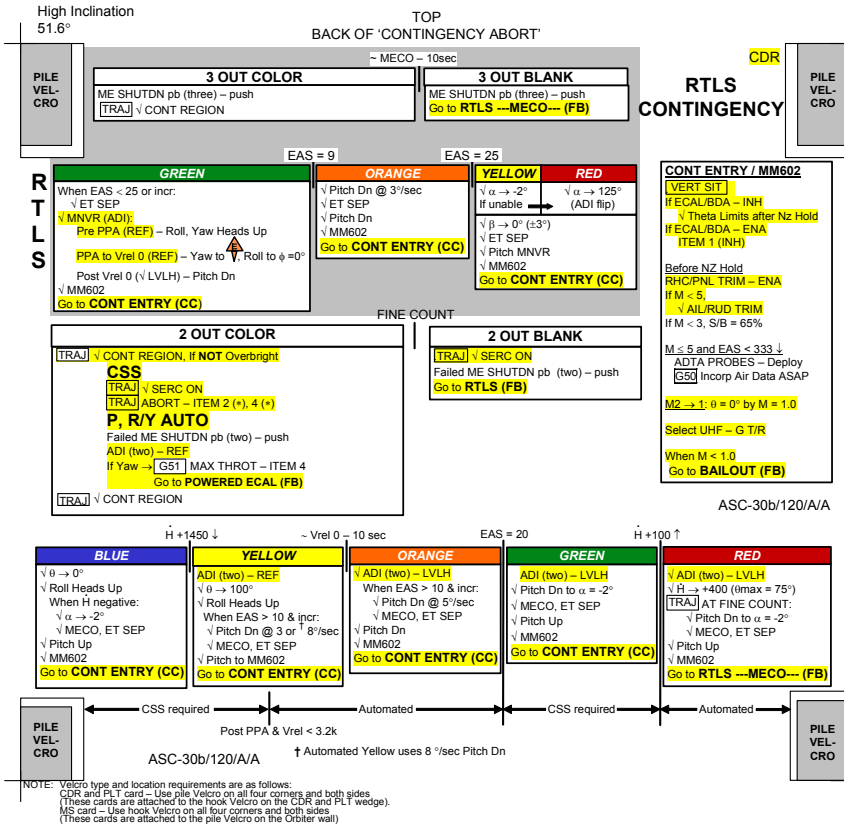 High Inclination
51.6°
TOP
BACK OF 'CONTINGENCY ABORT'
CDR
PILE
VEL-
CRO
~ MECO – 10sec
3 OUT COLOR
ME SHUTDN pb (three) – push
TRAJ √ CONT REGION
3 OUT BLANK
ME SHUTDN pb (three) – push
Go to RTLS ---MECO--- (FB)
RTLS
CONTINGENCY
PILE
VEL-
CRO
R
T
L
S
EAS = 9
EAS = 25
GREEN
When EAS < 25 or incr:
√ ET SEP
√ MNVR (ADI):
Pre PPA (REF) – Roll, Yaw Heads Up
PPA to Vrel 0 (REF) – Yaw to E, Roll to ϕ =0°
Post Vrel 0 (√ LVLH) – Pitch Dn
√ MM602
Go to CONT ENTRY (CC)
ORANGE
√ Pitch Dn @ 3°/sec
√ ET SEP
√ Pitch Dn
√ MM602
Go to CONT ENTRY (CC)
YELLOW
√ α → -2°
If unable
RED
√ α → 125°
(ADI flip)
√ β → 0° (±3°)
√ ET SEP
√ Pitch MNVR
√ MM602
Go to CONT ENTRY (CC)
CONT ENTRY / MM602
VERT SIT
If ECAL/BDA – INH
√ Theta Limits after Nz Hold
If ECAL/BDA – ENA
ITEM 1 (INH)
Before NZ Hold
RHC/PNL TRIM – ENA
If M < 5,
√ AIL/RUD TRIM
If M < 3, S/B = 65%
M ≤ 5 and EAS < 333 ↓
ADTA PROBES – Deploy
G50 Incorp Air Data ASAP
M2 → 1: θ = 0° by M = 1.0
Select UHF – G T/R
When M < 1.0
Go to BAILOUT (FB)
FINE COUNT
2 OUT COLOR
TRAJ √ CONT REGION, If NOT Overbright
CSS
TRAJ √ SERC ON
TRAJ ABORT – ITEM 2 (*), 4 (*)
P, R/Y AUTO
Failed ME SHUTDN pb (two) – push
ADI (two) – REF
If Yaw → G51 MAX THROT – ITEM 4
Go to POWERED ECAL (FB)
TRAJ √ CONT REGION
2 OUT BLANK
TRAJ √ SERC ON
Failed ME SHUTDN pb (two) – push
Go to RTLS (FB)
ASC-30b/120/A/A
Ḣ +1450 ↓
~ Vrel 0 – 10 sec
EAS = 20
Ḣ +100 ↑
BLUE
√ θ → 0°
√ Roll Heads Up
When Ḣ negative:
√ α → -2°
√ MECO, ET SEP
√ Pitch Up
√ MM602
Go to CONT ENTRY (CC)
YELLOW
ADI (two) – REF
√ θ → 100°
√ Roll Heads Up
When EAS > 10 & incr:
√ Pitch Dn @ 3 or † 8°/sec
√ MECO, ET SEP
√ Pitch to MM602
Go to CONT ENTRY (CC)
ORANGE
√ ADI (two) – LVLH
When EAS > 10 & incr:
√ Pitch Dn @ 5°/sec
√ MECO, ET SEP
√ Pitch Dn
√ MM602
Go to CONT ENTRY (CC)
GREEN
ADI (two) – LVLH
√ Pitch Dn to α = -2°
√ MECO, ET SEP
√ Pitch Up
√ MM602
Go to CONT ENTRY (CC)
RED
√ ADI (two) – LVLH
√ Ḣ → +400 (θmax = 75°)
TRAJ AT FINE COUNT:
√ Pitch Dn to α = -2°
√ MECO, ET SEP
√ Pitch Up
√ MM602
Go to RTLS ---MECO--- (FB)
CSS required
Automated
CSS required
Automated
PILE
VEL-
CRO
Post PPA & Vrel < 3.2k
ASC-30b/120/A/A
† Automated Yellow uses 8 °/sec Pitch Dn
PILE
VEL-
CRO
NOTE: Velcro type and location requirements are as follows:
CDR and PLT card – Use pile Velcro on all four corners and both sides
(These cards are attached to the hook Velcro on the CDR and PLT wedge).
MS card – Use hook Velcro on all four corners and both sides
(These cards are attached to the pile Velcro on the Orbiter wall)